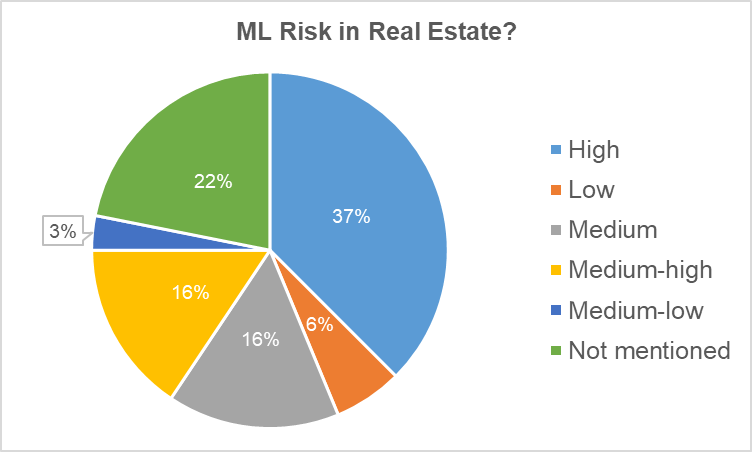 ML Risk in Real Estate?
37%
6%
16%
16%
3%
22%
High
Low
Medium
Medium-high
Medium-low
Not mentioned